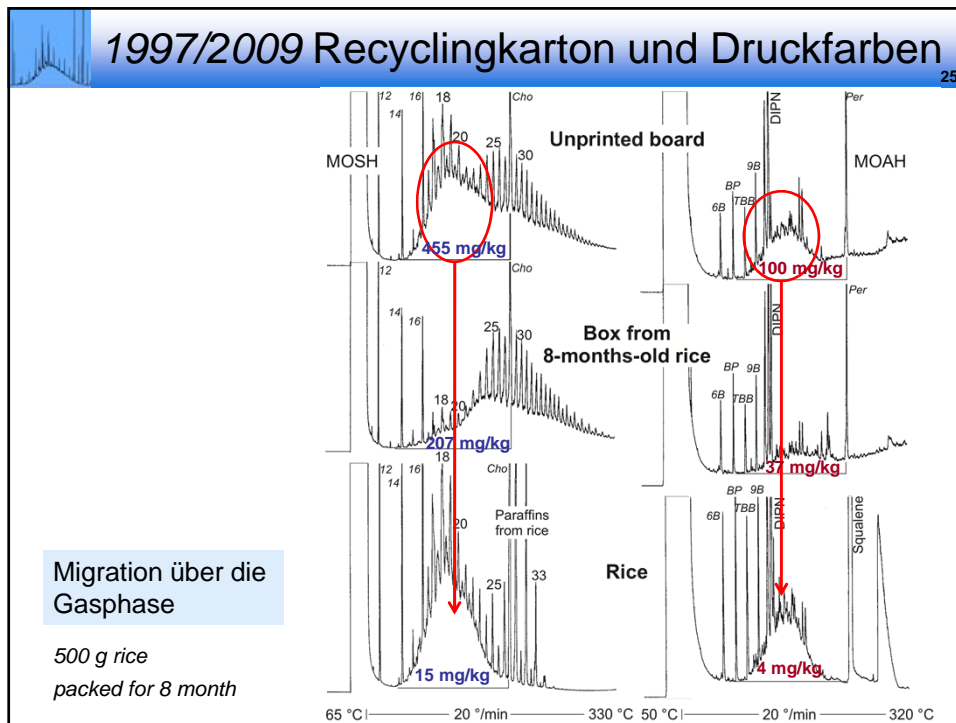 1997/2009 Recyclingkarton und Druckfarben
25
12
14
16
18
20
25
30
Cho
MOSH
455 mg/kg
Unprinted board
6B
BP
TBB
9B
DIPN
Per
MOAH
100 mg/kg
12
14
16
18
20
25
30
Cho
207 mg/kg
Box from
8-months-old rice
6B
BP
TBB
9B
DIPN
Per
37 mg/kg
12
14
16
18
20
25
Cho
Paraffins
from rice
33
15 mg/kg
Rice
6B
BP
TBB
9B
DIPN
Squalene
4 mg/kg
65 °C
20 °/min
330 °C
50 °C
20 °/min
320 °C
Migration über die
Gasphase
500 g rice
packed for 8 month